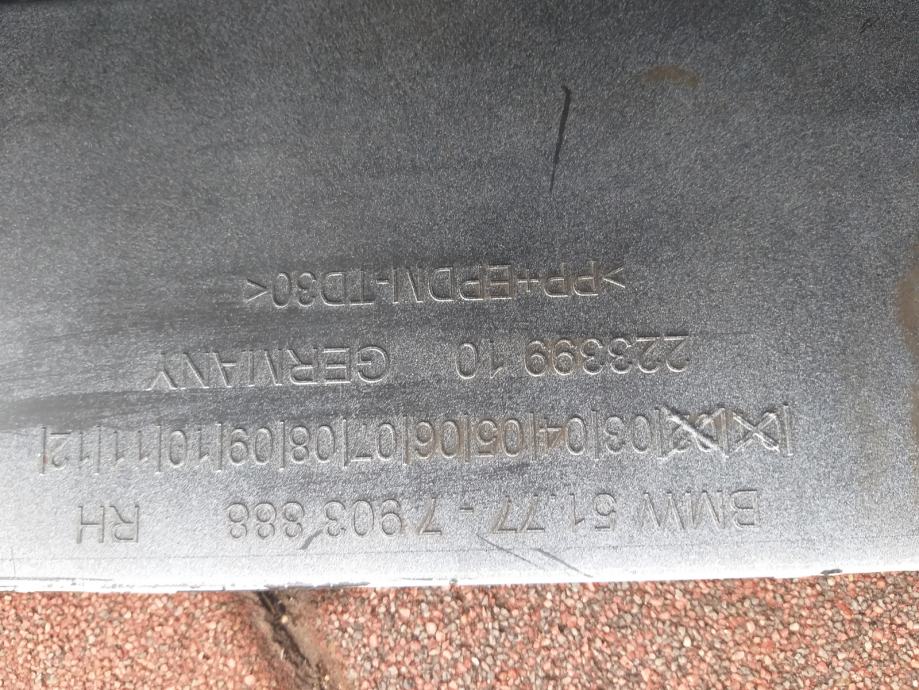 BMW 51.77 - 7 903 888 RH
|03|04|05|06|07|08|09|10|11|12|
223399 10 GERMANY
>PP+EPDM-TD30<